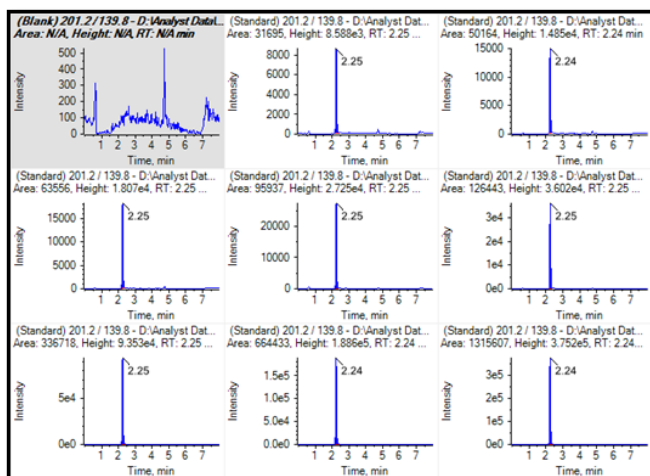 (Blank) 201.2 / 139.8 - D:\Analyst Data\...
Area: N/A, Height: N/A, RT: N/A min
500
400
300
200
100
0
Intensity
1 2 3 4 5 6 7
Time, min
(Standard) 201.2 / 139.8 - D:\Analyst Dat...
Area: 31695, Height: 8.588e3, RT: 2.25 ...
2.25
8000
6000
4000
2000
0
Intensity
1 2 3 4 5 6 7
Time, min
(Standard) 201.2 / 139.8 - D:\Analyst Dat...
Area: 50164, Height: 1.485e4, RT: 2.24 min
2.24
15000
10000
5000
0
Intensity
1 2 3 4 5 6 7
Time, min
(Standard) 201.2 / 139.8 - D:\Analyst Dat...
Area: 63556, Height: 1.807e4, RT: 2.25 ...
2.25
15000
10000
5000
0
Intensity
1 2 3 4 5 6 7
Time, min
(Standard) 201.2 / 139.8 - D:\Analyst Dat...
Area: 95937, Height: 2.725e4, RT: 2.25 ...
2.25
20000
10000
0
Intensity
1 2 3 4 5 6 7
Time, min
(Standard) 201.2 / 139.8 - D:\Analyst Dat...
Area: 126443, Height: 3.602e4, RT: 2.25 ...
2.25
3e4
2e4
1e4
0e0
Intensity
1 2 3 4 5 6 7
Time, min
(Standard) 201.2 / 139.8 - D:\Analyst Dat...
Area: 336718, Height: 9.353e4, RT: 2.25 ...
2.25
5e4
0e0
Intensity
1 2 3 4 5 6 7
Time, min
(Standard) 201.2 / 139.8 - D:\Analyst Dat...
Area: 664433, Height: 1.886e5, RT: 2.24 ...
2.24
1.5e5
1.0e5
5.0e4
0.0e0
Intensity
1 2 3 4 5 6 7
Time, min
(Standard) 201.2 / 139.8 - D:\Analyst Dat...
Area: 1315607, Height: 3.752e5, RT: 2.24...
2.24
3e5
2e5
1e5
0e0
Intensity
1 2 3 4 5 6 7
Time, min